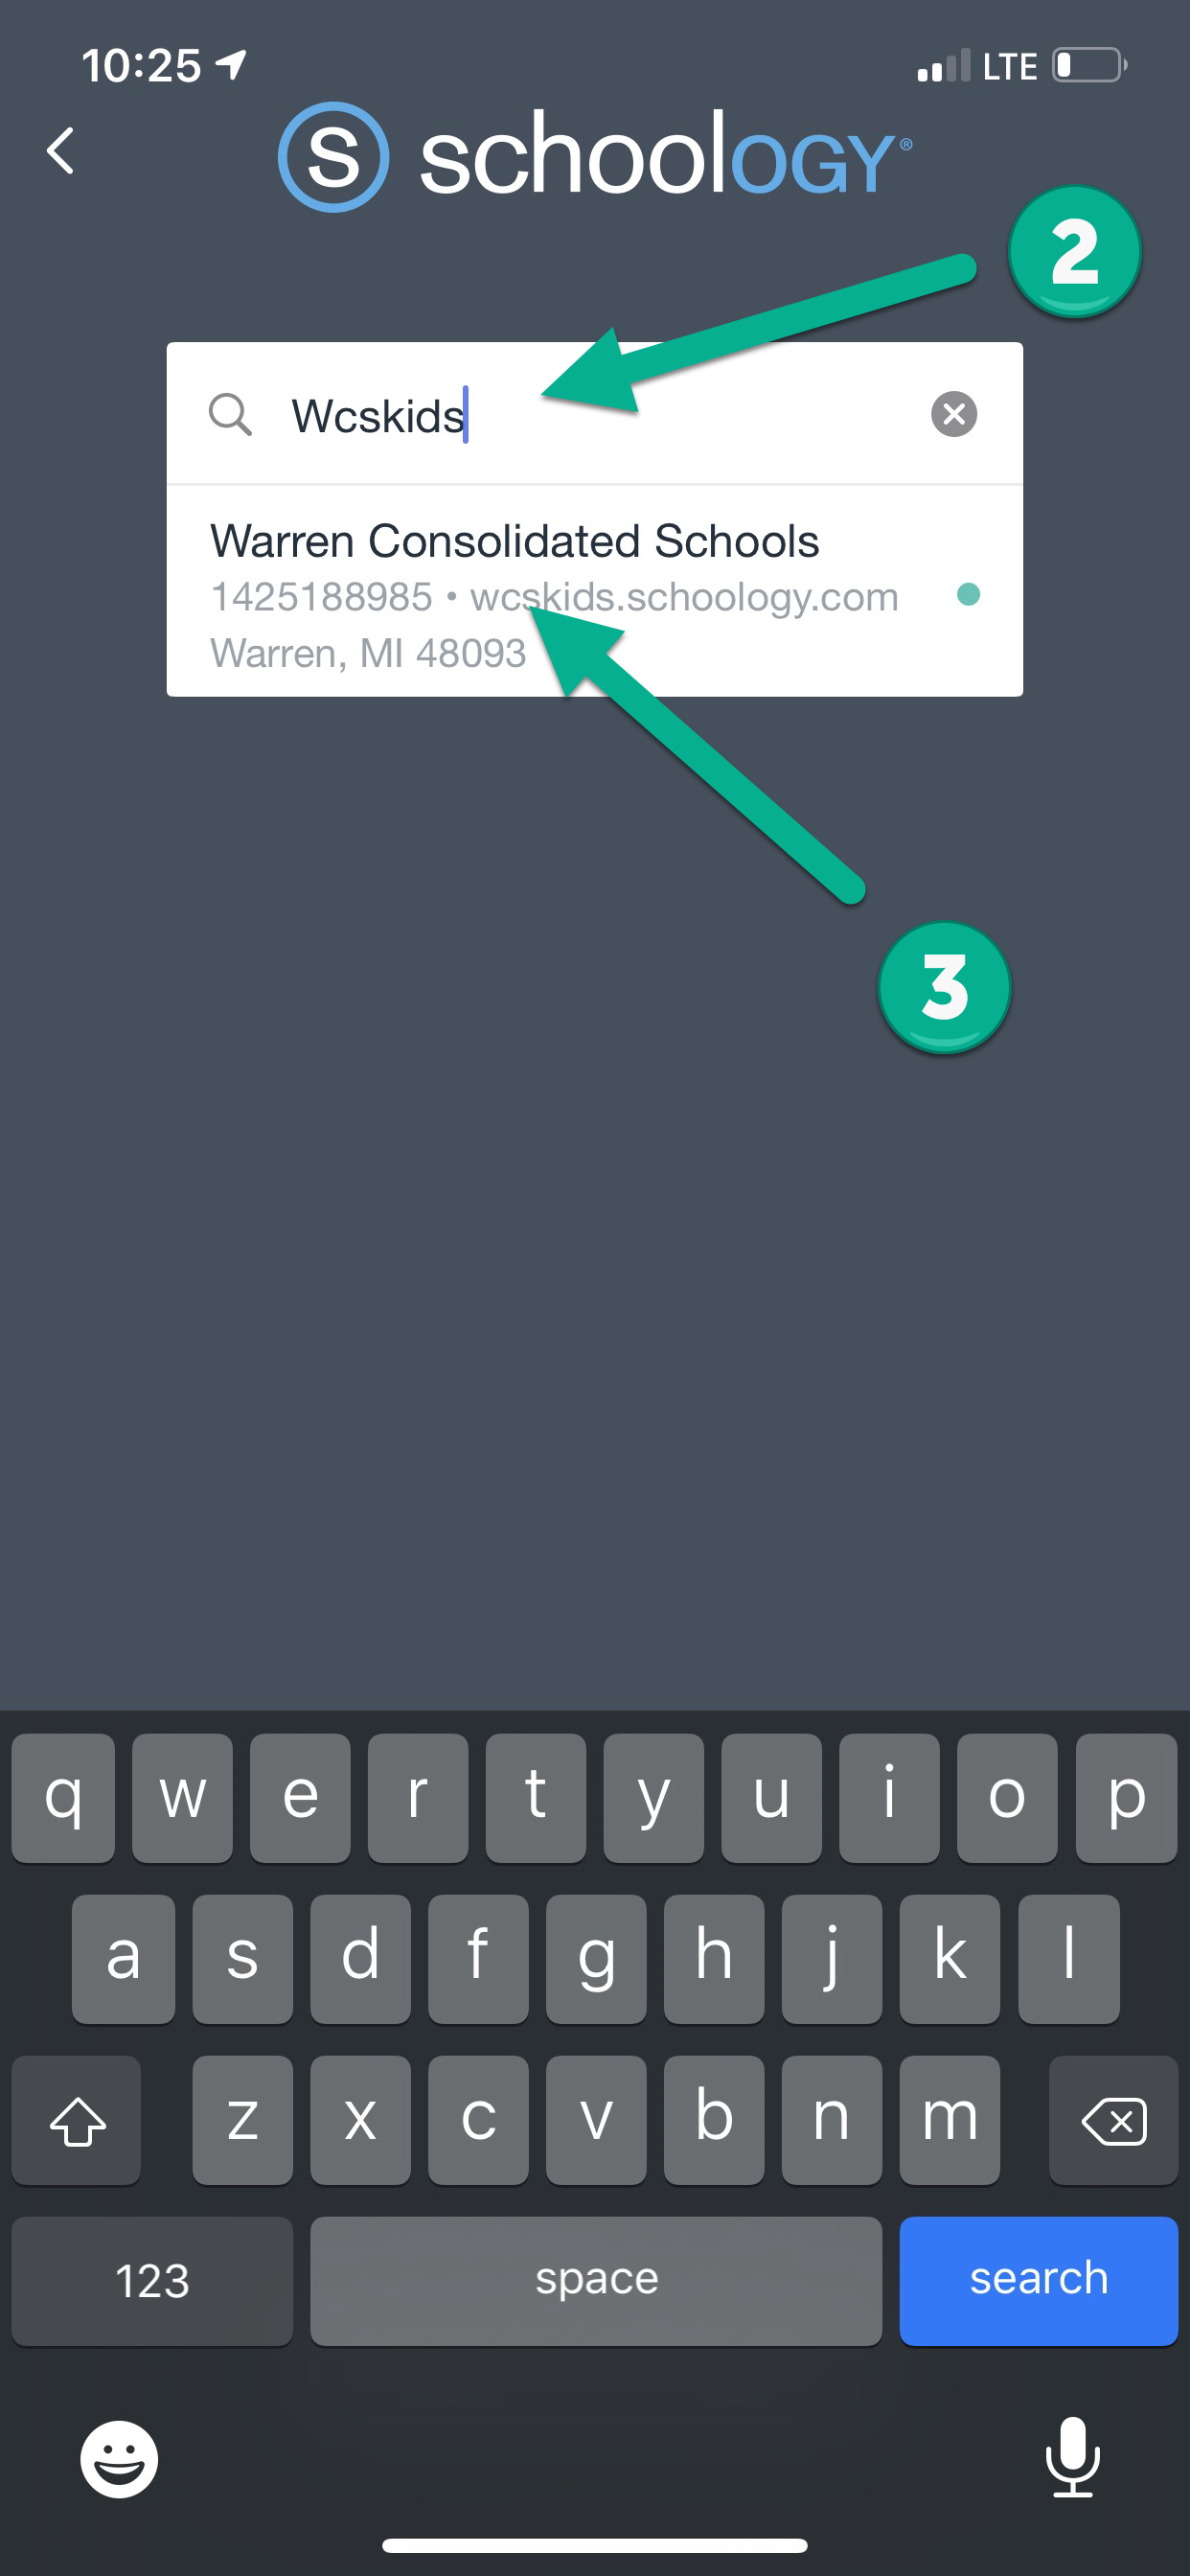 10:25 LTE
S schoology®
2
Wcskids
Warren Consolidated Schools
1425188985 • wcskids.schoology.com
Warren, MI 48093
3
q w e r t y u i o p
a s d f g h j k l
z x c v b n m
123 space search